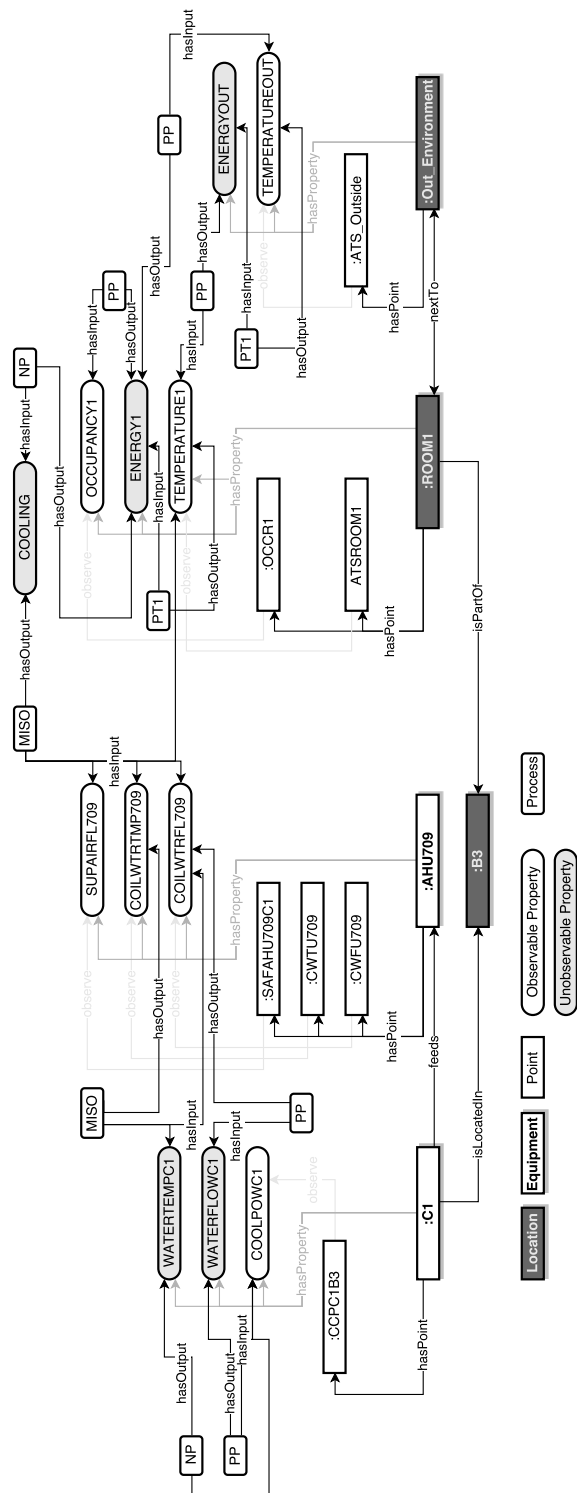 MISO
hasOutput
COOLING
hasInput
NP
hasOutput
MISO
SUPAIRFL709
hasInput
COILWTRTMP709
COILWTRFL709
observe
observe
observe
hasOutput
hasOutput
hasInput
OCCUPANCY1
hasInput
PP
hasOutput
ENERGY1
hasOutput
PP
hasInput
TEMPERATURE1
hasInput
PP
hasOutput
ENERGYOUT
TEMPERATUREOUT
observe
observe
observe
PT1
hasInput
hasOutput
PT1
hasInput
hasOutput
NP
hasOutput
WATERTEMPC1
PP
hasOutput
hasInput
WATERFLOWC1
hasInput
PP
COOLPOWC1
hasProperty
observe
hasProperty
hasProperty
hasProperty
:CCPC1B3
:SAFAHU709C1
:CWTU709
:CWFU709
:OCCR1
ATSROOM1
:ATS_Outside
hasPoint
hasPoint
hasPoint
hasPoint
:C1
feeds
:AHU709
:ROOM1
nextTo
:Out_Environment
isLocatedIn
:B3
isPartOf
Location
Equipment
Point
Observable Property
Unobservable Property
Process